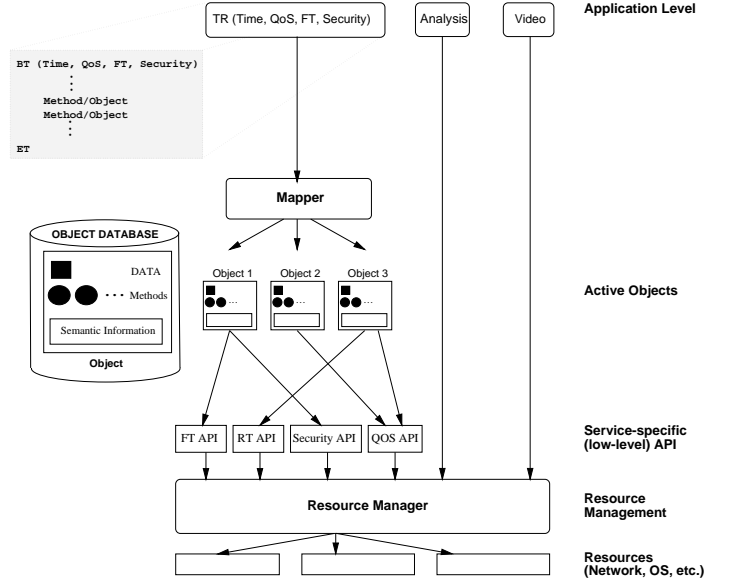 TR (Time, QoS, FT, Security)
Analysis
Video
Application Level
BT (Time, QoS, FT, Security)
Method/Object
Method/Object
ET
Mapper
OBJECT DATABASE
DATA
... Methods
Semantic Information
Object
Object 1
Object 2
Object 3
...
...
...
Active Objects
FT API
RT API
Security API
QOS API
Service-specific
(low-level) API
Resource Manager
Resource
Management
Resources
(Network, OS, etc.)